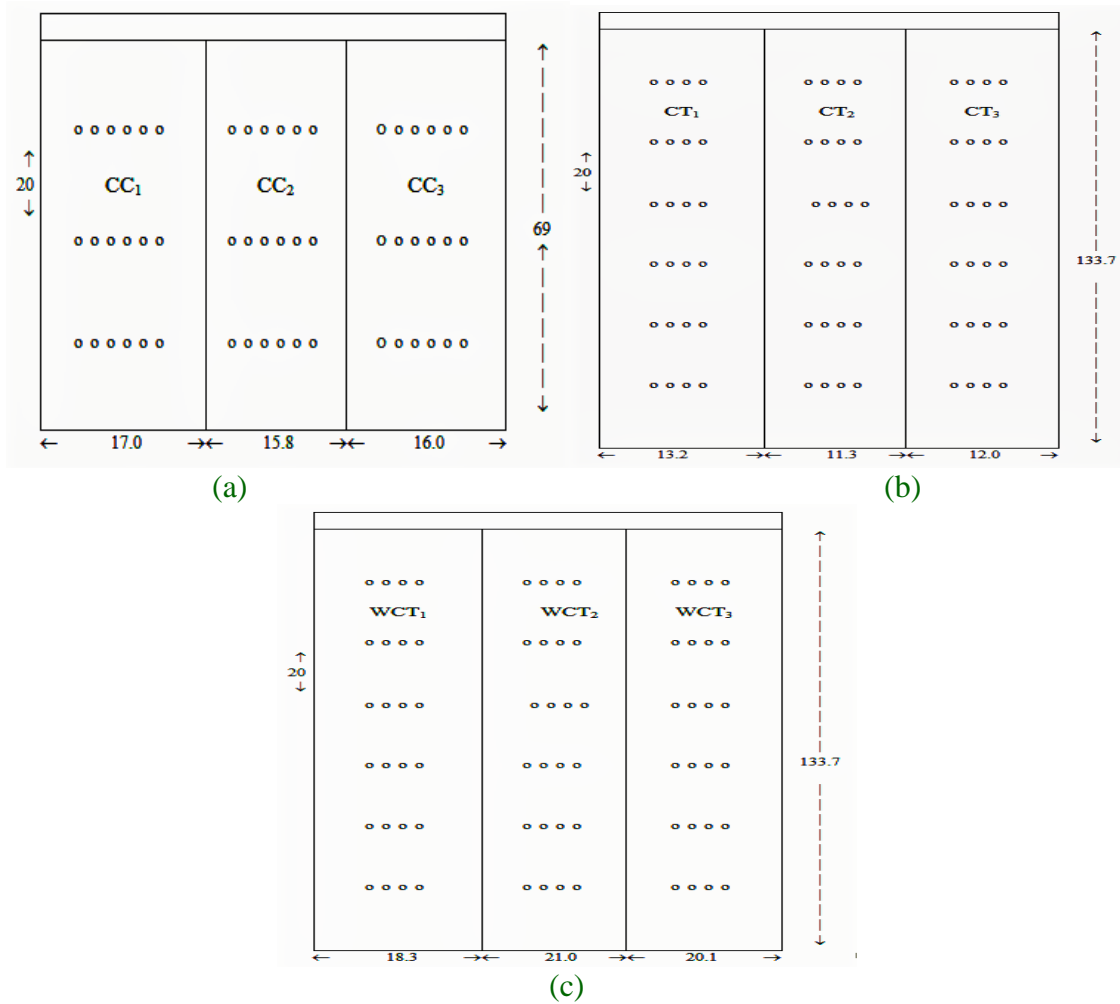 o o o o o o o o o o o o O o o o o o
20 CC₁ CC₂ CC₃
69
o o o o o o o o o o o o O o o o o o
o o o o o o o o o o o o O o o o o o
17.0 15.8 16.0
(a)
o o o o o o o o o o o o
CT₁ CT₂ CT₃
o o o o o o o o o o o o
20
o o o o o o o o o o o o
o o o o o o o o o o o o
133.7
o o o o o o o o o o o o
o o o o o o o o o o o o
13.2 11.3 12.0
(b)
o o o o o o o o o o o o
WCT₁ WCT₂ WCT₃
o o o o o o o o o o o o
20
o o o o o o o o o o o o
o o o o o o o o o o o o
133.7
o o o o o o o o o o o o
o o o o o o o o o o o o
18.3 21.0 20.1
(c)